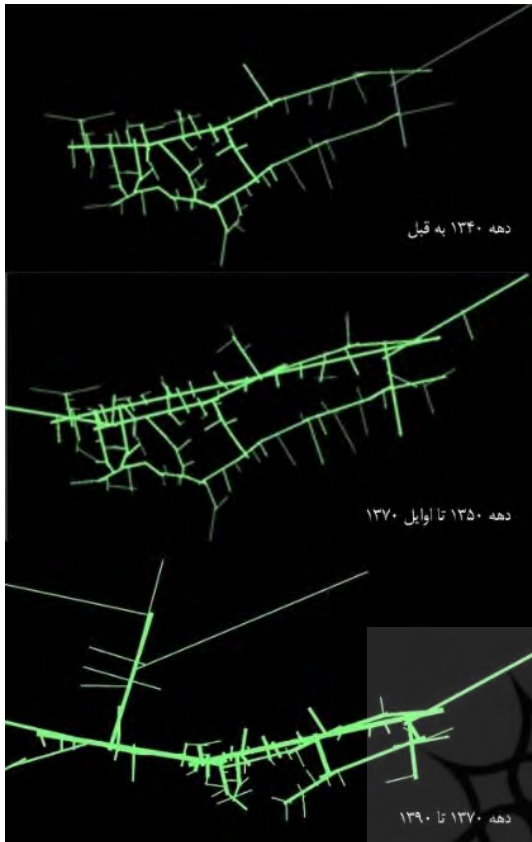 دهه ۱۳۴۰ به قبل
دهه ۱۳۵۰ تا اوایل ۱۳۷۰
دهه ۱۳۷۰ تا ۱۳۹۰